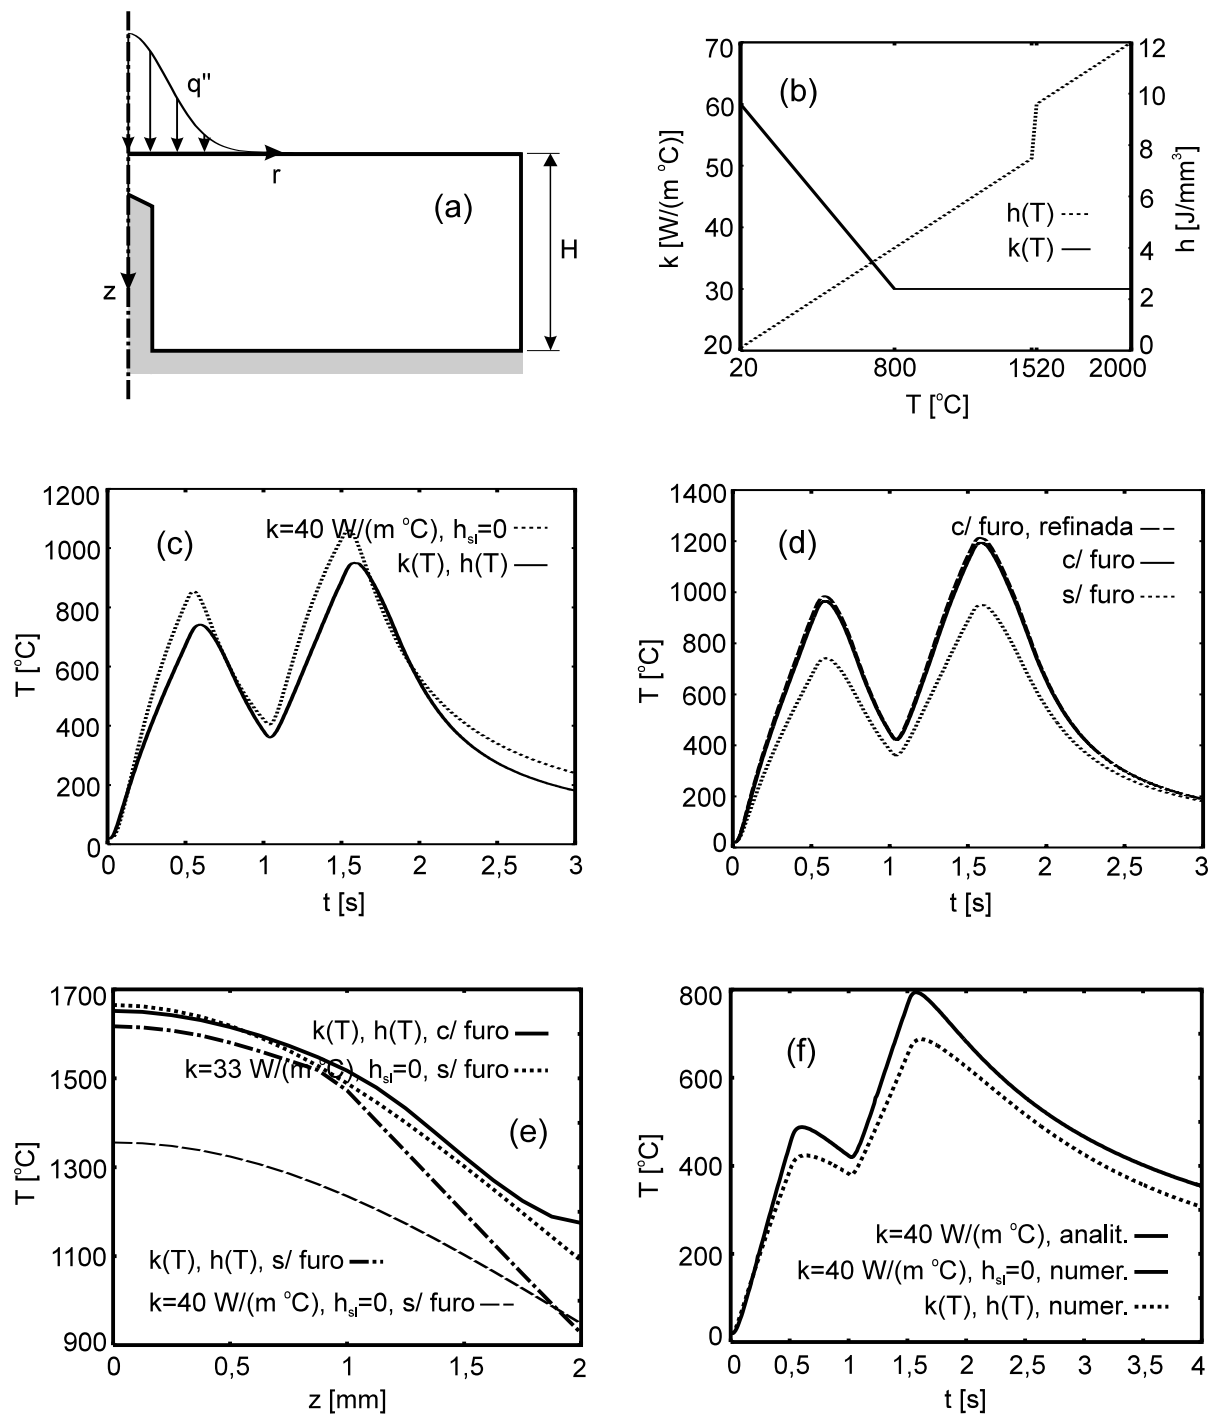 q"
r
(a)
H
z
70
60
50
40
30
20
k [W/(m °C)]
(b)
h(T)
k(T)
12
10
8
6
4
2
0
h [J/mm³]
20
800
1520
2000
T [°C]
1200
1000
800
600
400
200
0
T [°C]
(c)
k=40 W/(m °C), hsl=0
k(T), h(T)
0
0,5
1
1,5
2
2,5
3
t [s]
1400
1200
1000
800
600
400
200
0
T [°C]
(d)
c/ furo, refinada
c/ furo
s/ furo
0
0,5
1
1,5
2
2,5
3
t [s]
1700
1500
1300
1100
900
T [°C]
k(T), h(T), c/ furo
k=33 W/(m °C), hsl=0, s/ furo
(e)
k(T), h(T), s/ furo
k=40 W/(m °C), hsl=0, s/ furo
0
0,5
1
1,5
2
z [mm]
800
600
400
200
0
T [°C]
(f)
k=40 W/(m °C), analit.
k=40 W/(m °C), hsl=0, numer.
k(T), h(T), numer.
0
0,5
1
1,5
2
2,5
3
3,5
4
t [s]